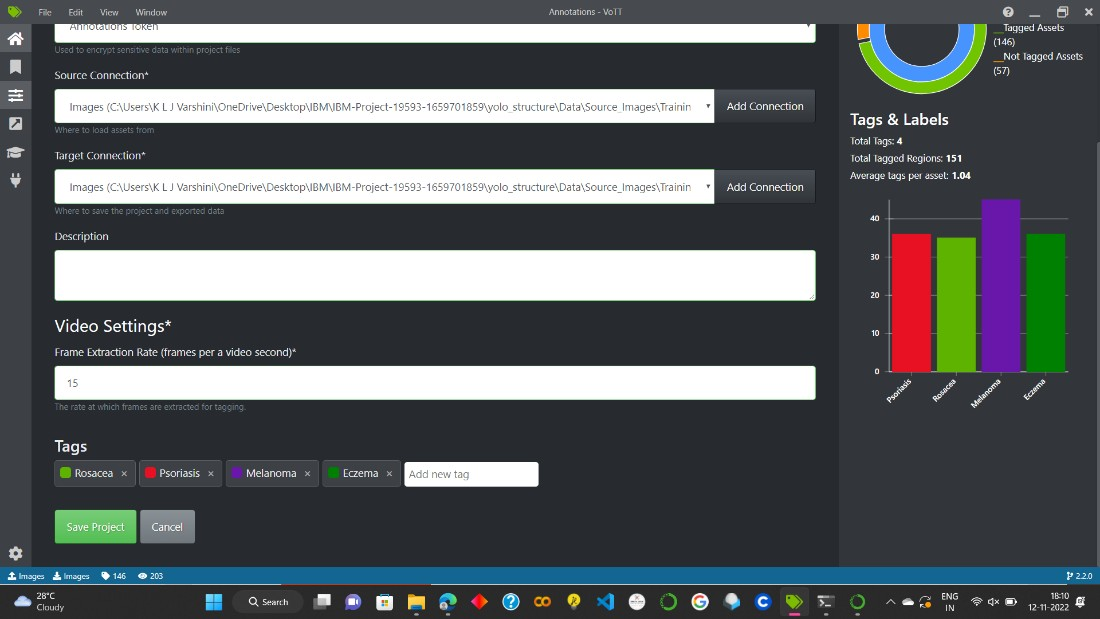 File Edit View Window
Annotations - VoTT
Annotations Token
Used to encrypt sensitive data within project files
Source Connection*
Images (C:\Users\K L J Varshini\OneDrive\Desktop\IBM\IBM-Project-19593-1659701859\yolo_structure\Data\Source_Images\Trainin
Add Connection
Where to load assets from
Target Connection*
Images (C:\Users\K L J Varshini\OneDrive\Desktop\IBM\IBM-Project-19593-1659701859\yolo_structure\Data\Source_Images\Trainin
Add Connection
Where to save the project and exported data
Description
Video Settings*
Frame Extraction Rate (frames per a video second)*
15
The rate at which frames are extracted for tagging.
Tags
Rosacea × Psoriasis × Melanoma × Eczema × Add new tag
Save Project Cancel
Tagged Assets
(146)
Not Tagged Assets
(57)
Tags & Labels
Total Tags: 4
Total Tagged Regions: 151
Average tags per asset: 1.04
40
30
20
10
0
Psoriasis Rosacea Melanoma Eczema
Images Images 146 203 2.2.0
28°C
Cloudy
Search
ENG
IN
18:10
12-11-2022